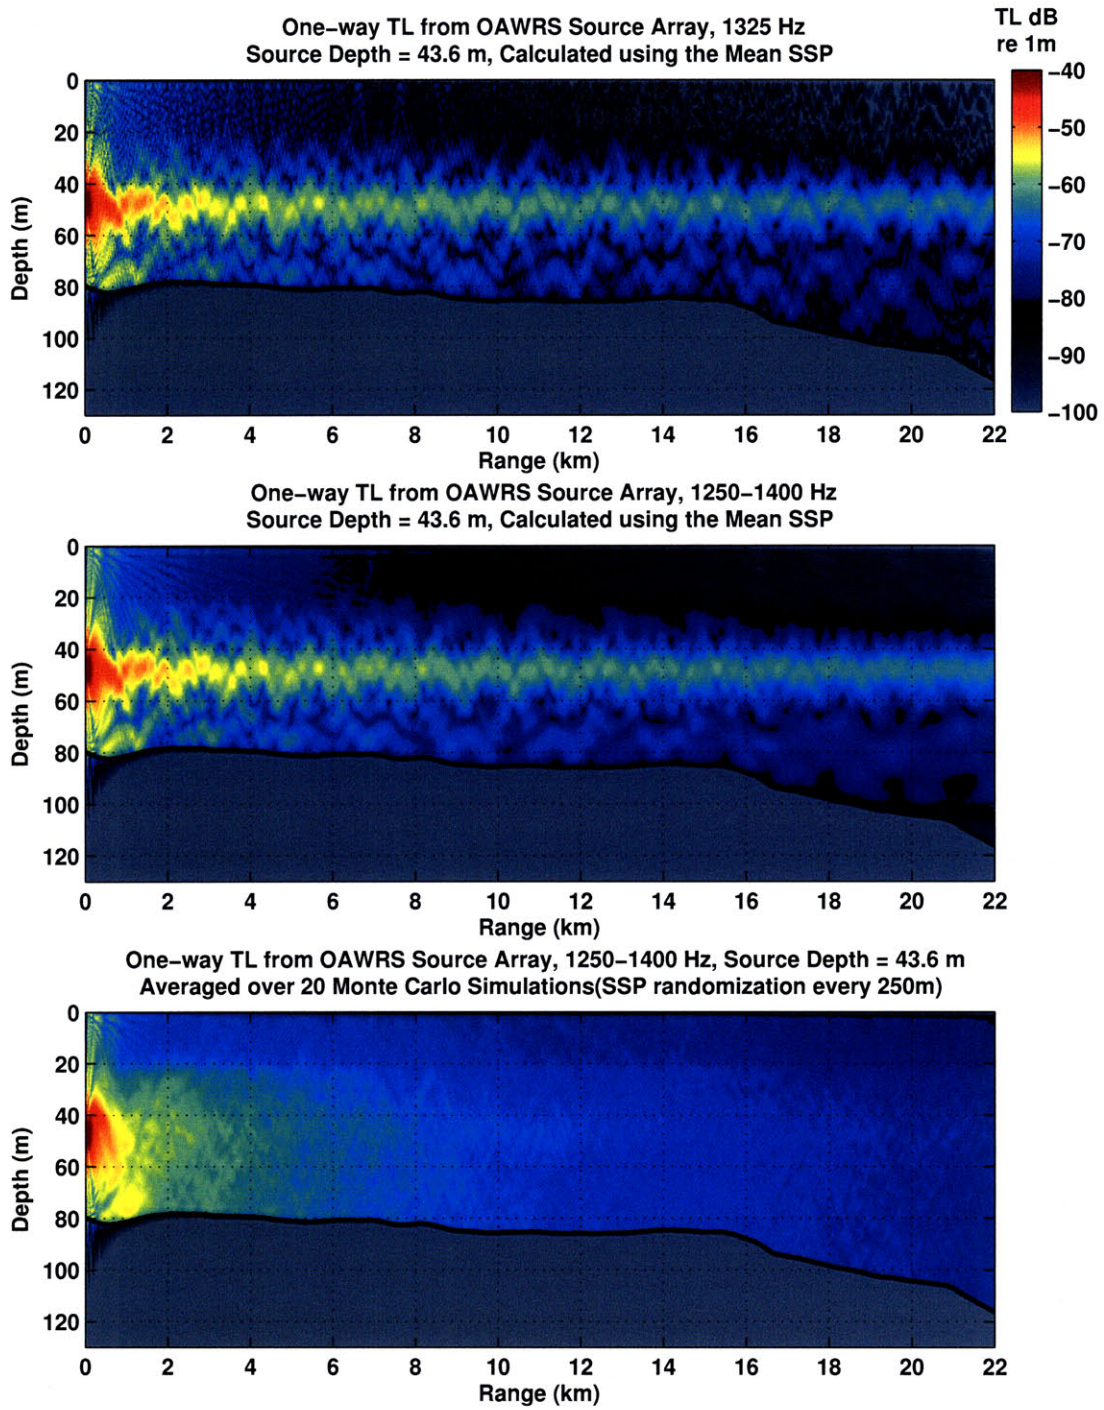 One-way TL from OAWRS Source Array, 1325 Hz
Source Depth = 43.6 m, Calculated using the Mean SSP
TL dB
re 1m
0
20
40
60
80
100
120
Depth (m)
0 2 4 6 8 10 12 14 16 18 20 22
Range (km)
-40
-50
-60
-70
-80
-90
-100
One-way TL from OAWRS Source Array, 1250-1400 Hz
Source Depth = 43.6 m, Calculated using the Mean SSP
0
20
40
60
80
100
120
Depth (m)
0 2 4 6 8 10 12 14 16 18 20 22
Range (km)
One-way TL from OAWRS Source Array, 1250-1400 Hz, Source Depth = 43.6 m
Averaged over 20 Monte Carlo Simulations(SSP randomization every 250m)
0
20
40
60
80
100
120
Depth (m)
0 2 4 6 8 10 12 14 16 18 20 22
Range (km)